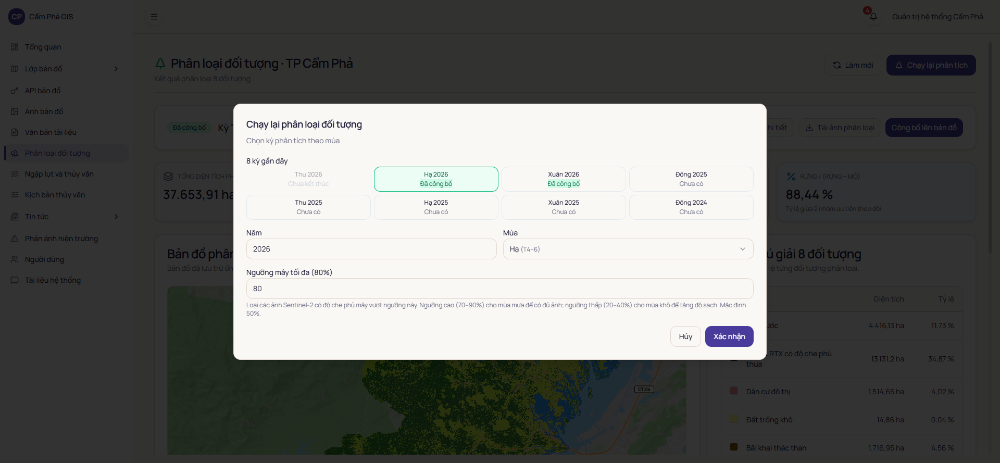 CP Cẩm Phả GIS
4
Quản trị hệ thống Cẩm Phả
Tổng quan
Lớp bản đồ
API bản đồ
Ảnh bản đồ
Văn bản tài liệu
Phân loại đối tượng
Ngập lụt và thủy văn
Kịch bản thủy văn
Tin tức
Phản ánh hiện trường
Người dùng
Tài liệu hệ thống
Phân loại đối tượng · TP Cẩm Phả
Kết quả phân loại 8 đối tượng.
Làm mới
Chạy lại phân tích
Đã công bố
Kỳ
chi tiết
Tải ảnh phân loại
Công bố lên bản đồ
TỔNG DIỆN TÍCH
37.653,91 ha
RỪNG / (RỪNG + MỎ)
88,44 %
Tỷ lệ giữa 2 nhóm ưu tiên theo dõi
Chạy lại phân loại đối tượng
Chọn kỳ phân tích theo mùa
8 kỳ gần đây
Thu 2026
Chưa kết thúc
Hạ 2026
Đã công bố
Xuân 2026
Đã công bố
Đông 2025
Chưa có
Thu 2025
Chưa có
Hạ 2025
Chưa có
Xuân 2025
Chưa có
Đông 2024
Chưa có
Năm
2026
Mùa
Hạ (T4–6)
Ngưỡng mây tối đa (80%)
80
Loại các ảnh Sentinel-2 có độ che phủ mây vượt ngưỡng này. Ngưỡng cao (70–90%) cho mùa mưa để có đủ ảnh; ngưỡng thấp (20–40%) cho mùa khô để tăng độ sạch. Mặc định
50%.
Hủy
Xác nhận
Bản đồ phân
Bản đồ đã lưu trữ
CT.06
giải 8 đối tượng
lệ từng đối tượng phân loại.
Diện tích
Tỷ lệ
4.416,13 ha
11,73 %
LRTX có độ che phủ
thưa
13.131,2 ha
34,87 %
Dân cư đô thị
1.514,65 ha
4,02 %
Đất trống khô
14,86 ha
0,04 %
Bãi khai thác than
1.716,95 ha
4,56 %